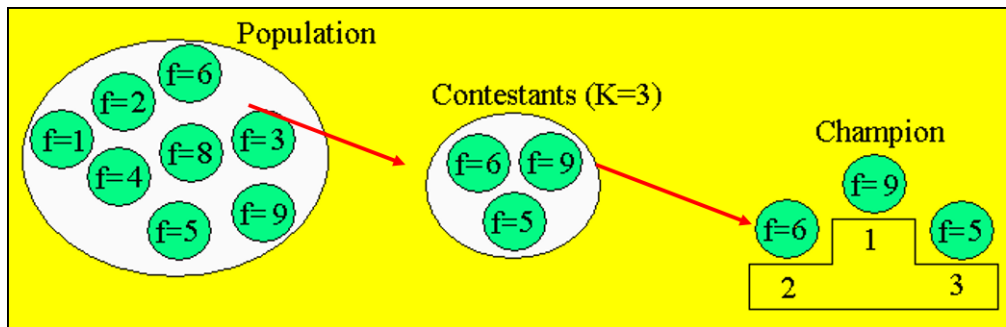 Population
f=6
f=2
f=1
f=8
f=3
f=4
f=9
f=5
Contestants (K=3)
f=6
f=9
f=5
Champion
f=9
f=6
f=5
1
2
3